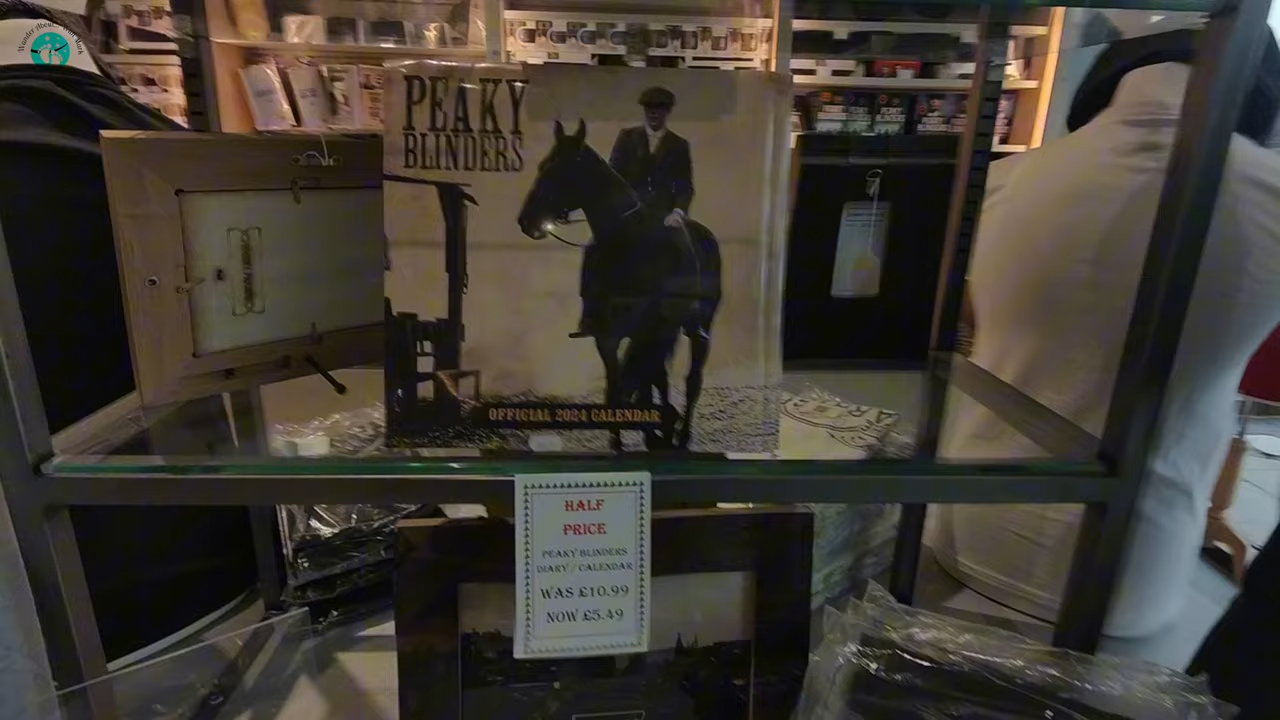 PEAKY
BLINDERS
OFFICIAL 2024 CALENDAR
HALF
PRICE
PEAKY BLINDERS
DIARY / CALENDAR
WAS £10.99
NOW £5.49